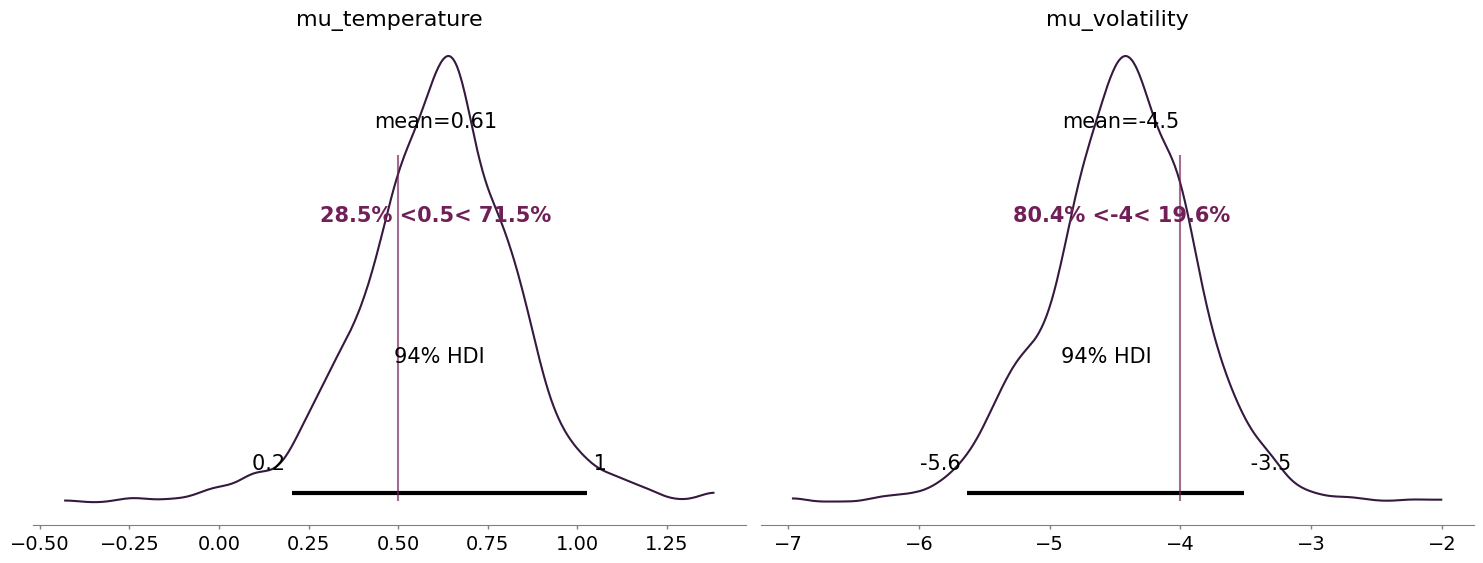 mu_temperature
mean=0.61
28.5% <0.5< 71.5%
94% HDI
0.2
1
−0.50 −0.25 0.00 0.25 0.50 0.75 1.00 1.25
mu_volatility
mean=-4.5
80.4% <-4< 19.6%
94% HDI
-5.6
-3.5
−7 −6 −5 −4 −3 −2